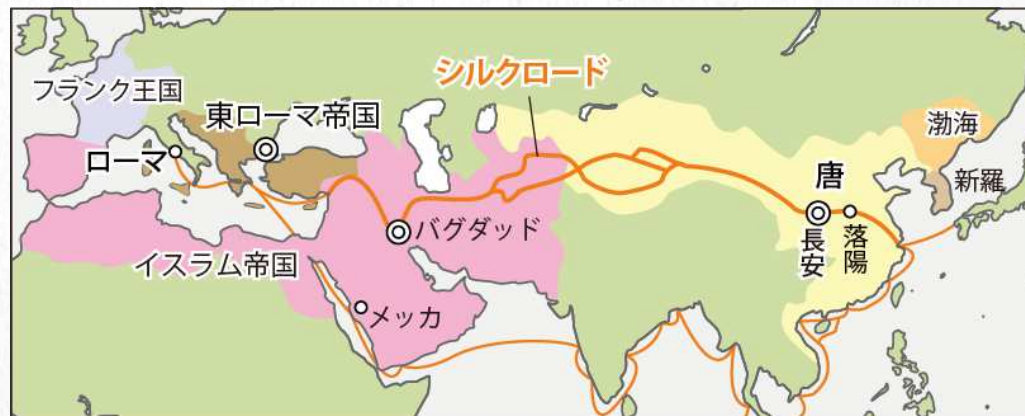 シルクロード
フランク王国
東ローマ帝国
ローマ
渤海
新羅
唐
バグダッド
長安
落陽
イスラム帝国
メッカ